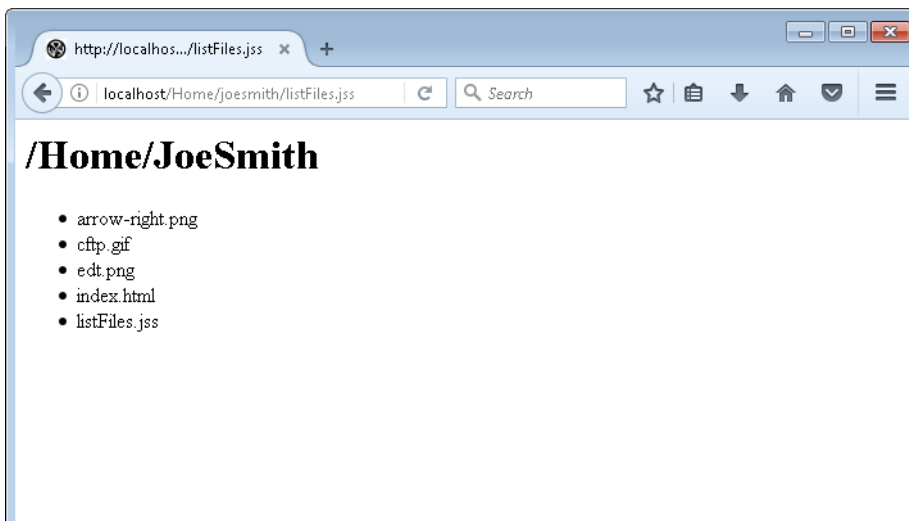 http://localhos.../listFiles.jss
localhost/Home/joesmith/listFiles.jss
Search
/Home/JoeSmith
arrow-right.png
cftp.gif
edt.png
index.html
listFiles.jss